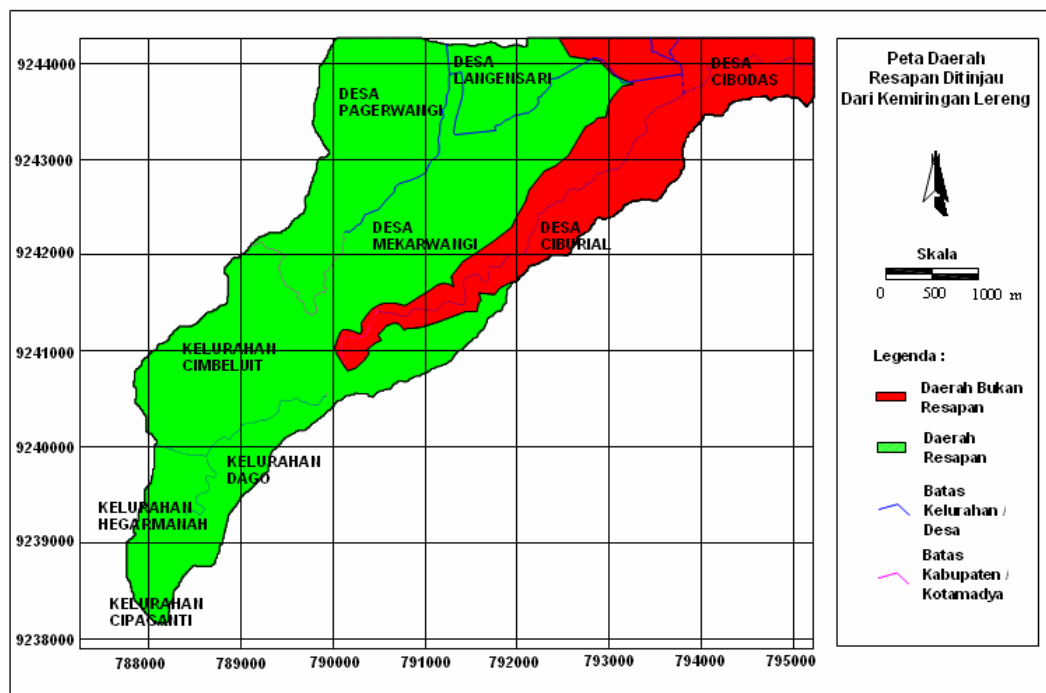 9244000
9243000
9242000
9241000
9240000
9239000
9238000
788000
789000
790000
791000
792000
793000
794000
795000
DESA
LANGENSARI
DESA
CIBODAS
DESA
PAGERWANGI
DESA
MEKARWANGI
DESA
CIBURIAL
KELURAHAN
CIMBELUIT
KELURAHAN
DAGO
KELURAHAN
HEGARMANAH
KELURAHAN
CIPAGANTI
Peta Daerah
Resapan Ditinjau
Dari Kemiringan Lereng
Skala
0 500 1000 m
Legenda :
Daerah Bukan
Resapan
Daerah
Resapan
Batas
Kelurahan /
Desa
Batas
Kabupaten /
Kotamadya